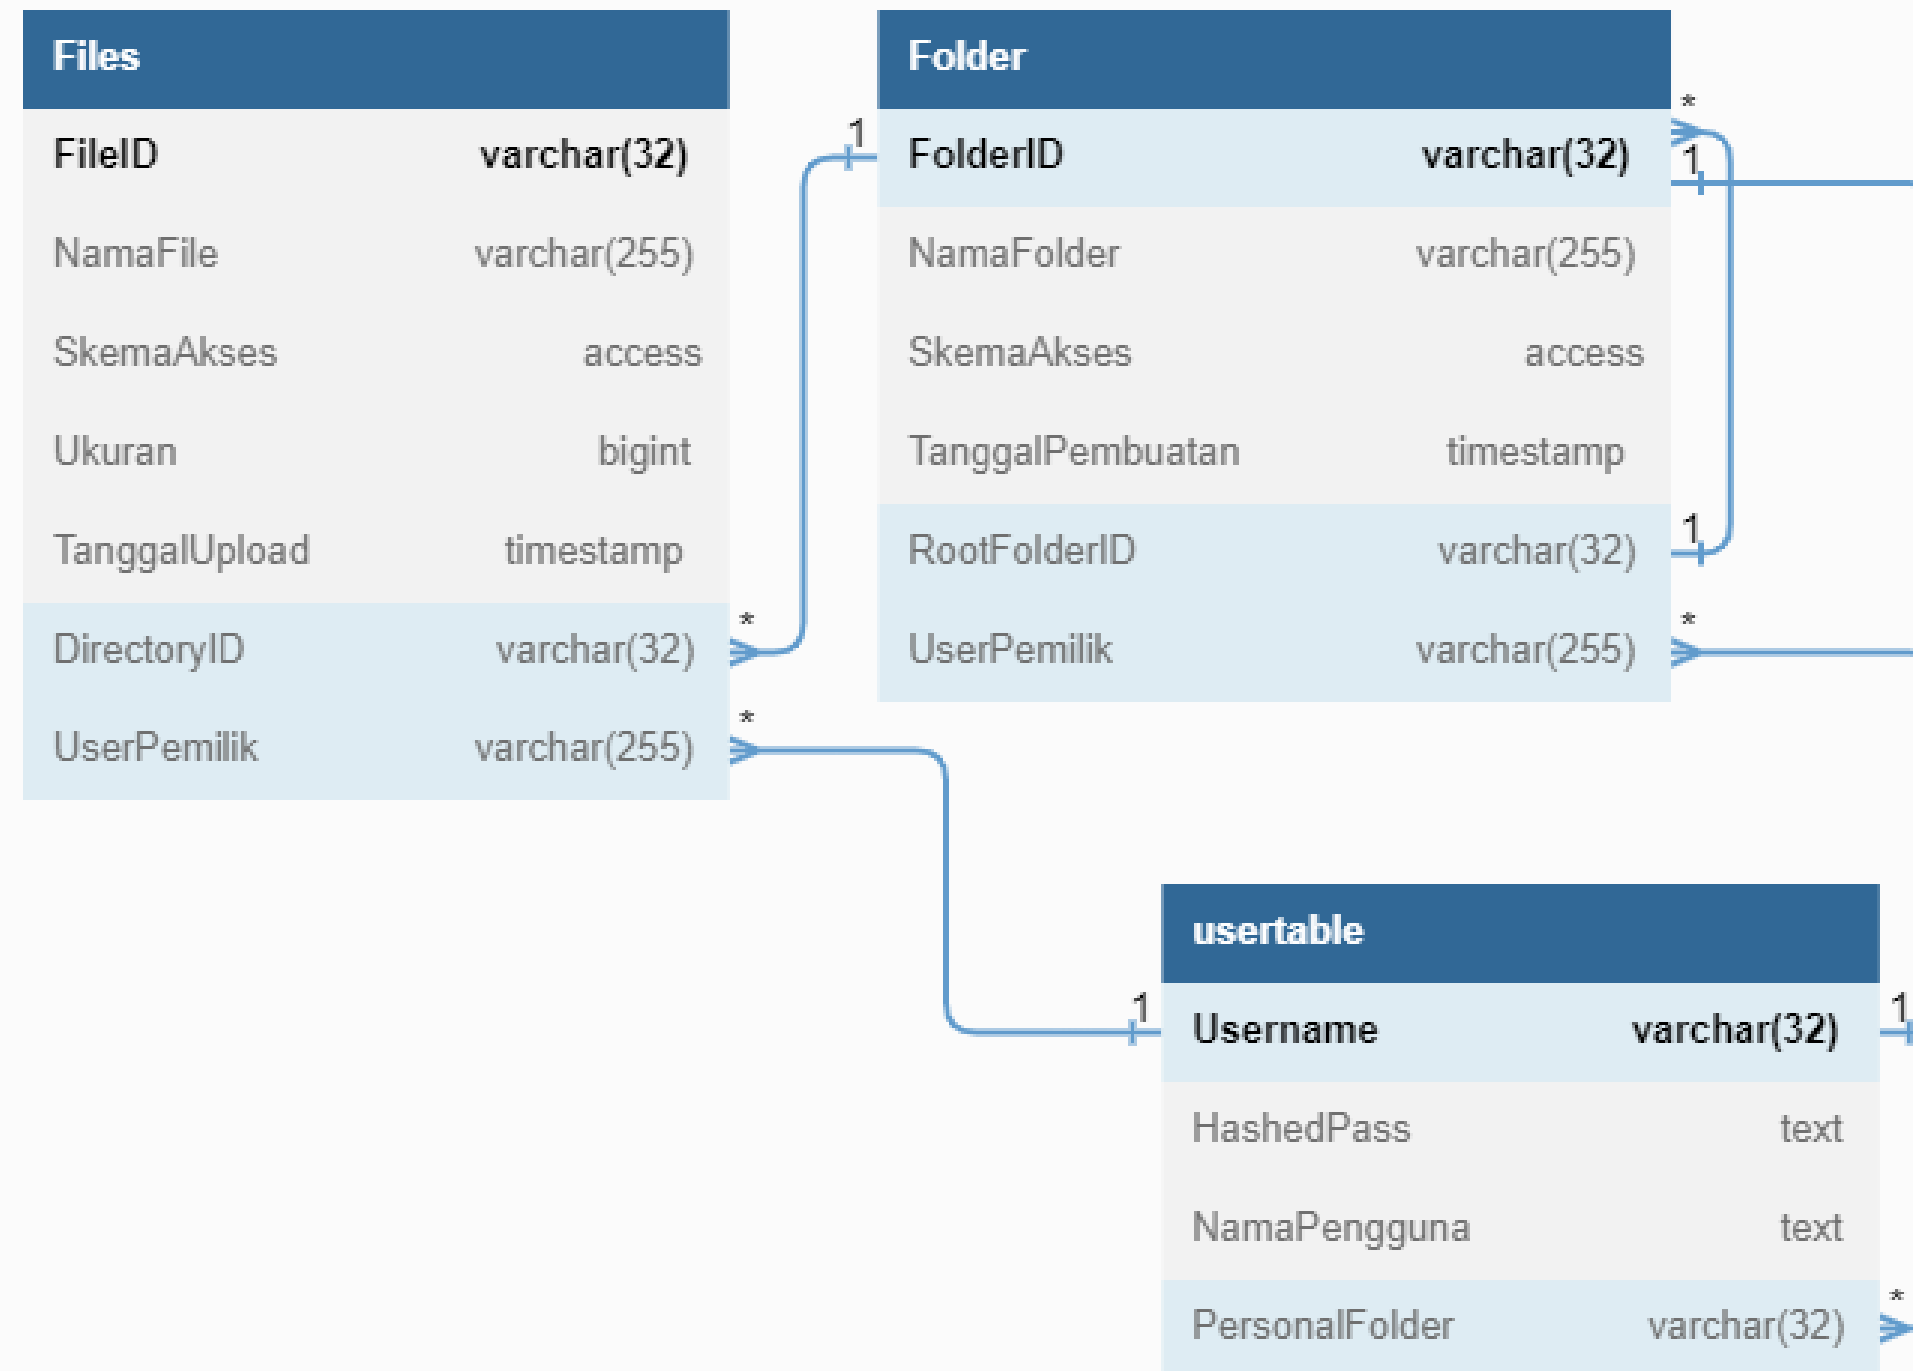 Files
FileID varchar(32)
NamaFile varchar(255)
SkemaAkses access
Ukuran bigint
TanggalUpload timestamp
DirectoryID varchar(32)
UserPemilik varchar(255)
*
*
1
Folder
FolderID varchar(32)
NamaFolder varchar(255)
SkemaAkses access
TanggalPembuatan timestamp
RootFolderID varchar(32)
UserPemilik varchar(255)
*
1
1
*
usertable
1 Username varchar(32) 1
HashedPass text
NamaPengguna text
PersonalFolder varchar(32) *